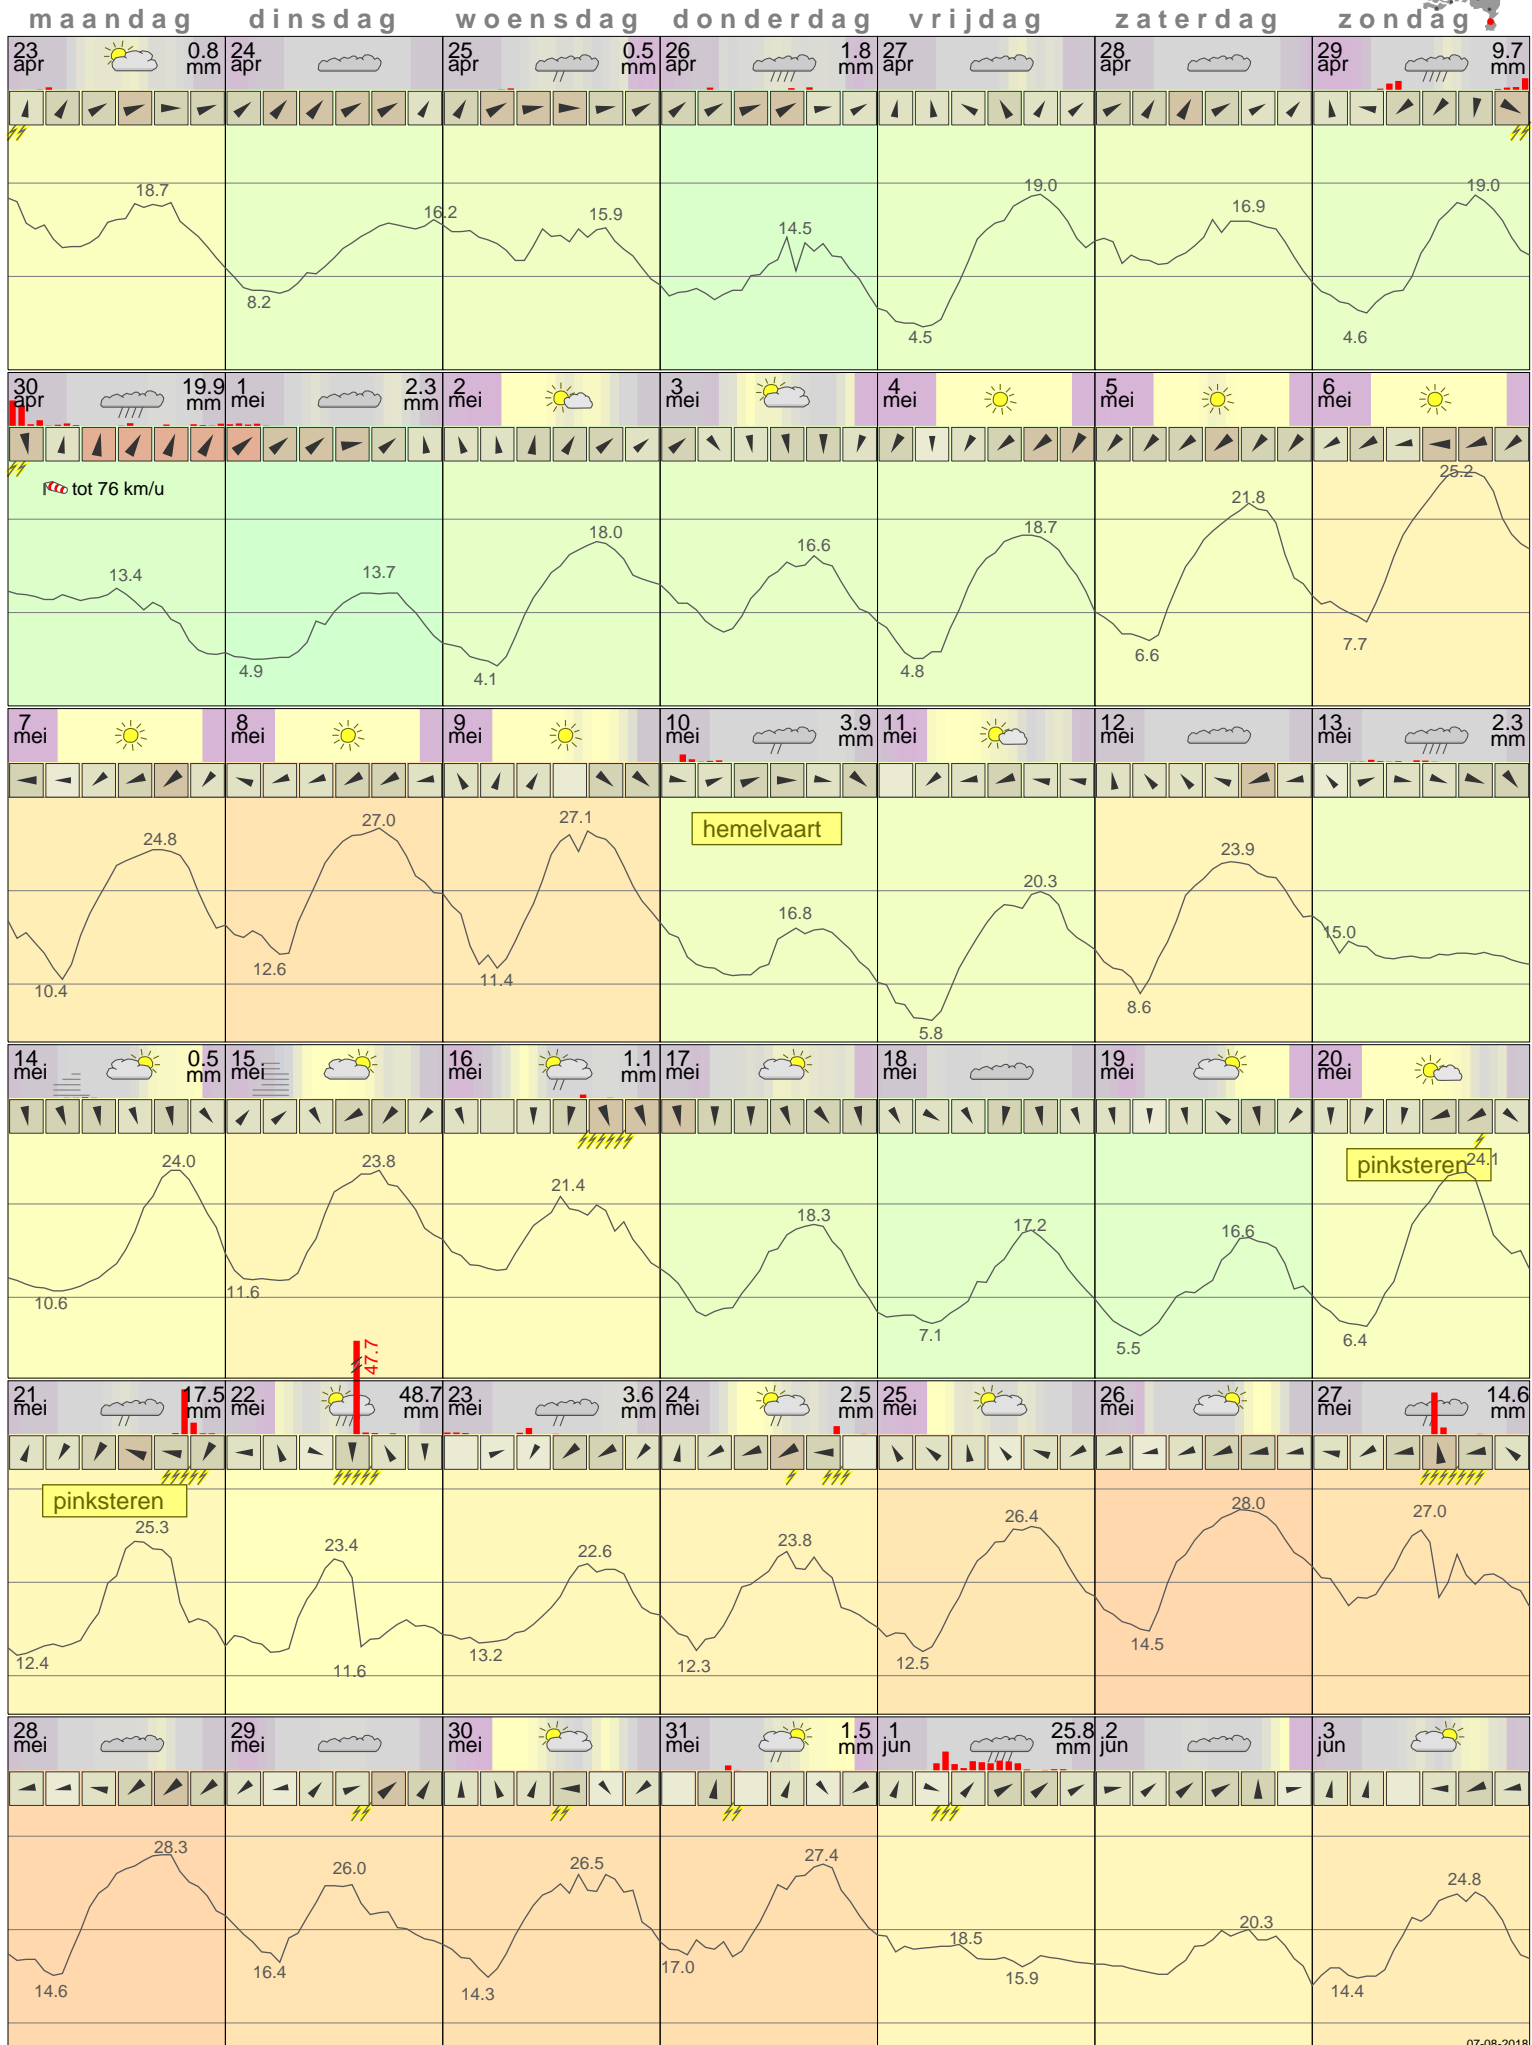 maandag dinsdag woensdag donderdag vrijdag zaterdag zondag
23 0.8 24 25 0.5 26 1.8 27 28 29 9.7
apr mm apr apr mm apr mm apr apr apr mm
18.7 16.2 15.9 14.5 19.0 16.9 19.0
8.2 4.5 4.6
30 19.9 1 2.3 2 3 4 5 6
apr mm mei mm mei mei mei mei mei
tot 76 km/u
13.4 13.7 18.0 16.6 18.7 21.8 25.2
4.9 4.1 4.8 6.6 7.7
7 8 9 10 3.9 11 12 13 2.3
mei mei mei mei mm mei mei mei mm
hemelvaart
24.8 27.0 27.1 16.8 20.3 23.9 15.0
10.4 12.6 11.4 5.8 8.6
14 0.5 15 16 1.1 17 18 19 20
mei mm mei mei mm mei mei mei mei
pinksteren
24.0 23.8 21.4 18.3 17.2 16.6 24.1
10.6 11.6 7.1 5.5 6.4
47.7
21 17.5 22 48.7 23 3.6 24 2.5 25 26 27 14.6
mei mm mei mm mei mm mei mm mei mei mei mm
pinksteren
25.3 23.4 22.6 23.8 26.4 28.0 27.0
12.4 11.6 13.2 12.3 12.5 14.5
28 29 30 31 1.5 1 25.8 2 3
mei mei mei mei mm jun mm jun jun
28.3 26.0 26.5 27.4 18.5 20.3 24.8
14.6 16.4 14.3 17.0 15.9 14.4
07-08-2018